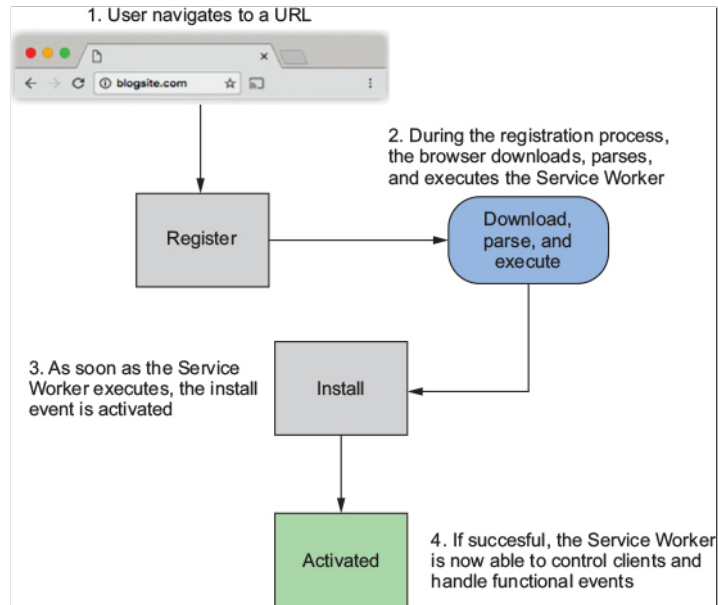 1. User navigates to a URL
blogsite.com
2. During the registration process,
the browser downloads, parses,
and executes the Service Worker
Register
Download,
parse, and
execute
3. As soon as the Service
Worker executes, the install
event is activated
Install
Activated
4. If succesful, the Service Worker
is now able to control clients and
handle functional events